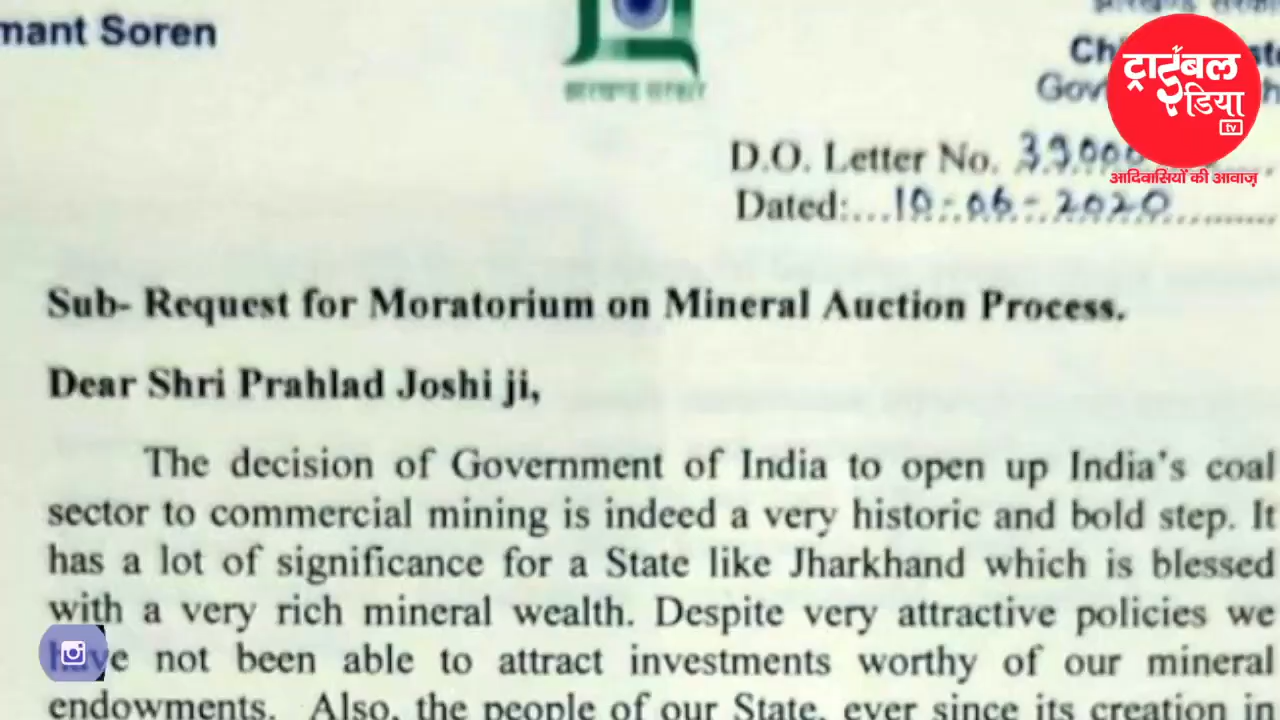 mant Soren
झारखण्ड सरकार
ट्राईबल
इंडिया
tv
आदिवासियों की आवाज़
D.O. Letter No.
Dated:...10-06-2020
Sub- Request for Moratorium on Mineral Auction Process.
Dear Shri Prahlad Joshi ji,
The decision of Government of India to open up India's coal
sector to commercial mining is indeed a very historic and bold step. It
has a lot of significance for a State like Jharkhand which is blessed
with a very rich mineral wealth. Despite very attractive policies we
have not been able to attract investments worthy of our mineral
endowments. Also, the people of our State, ever since its creation in